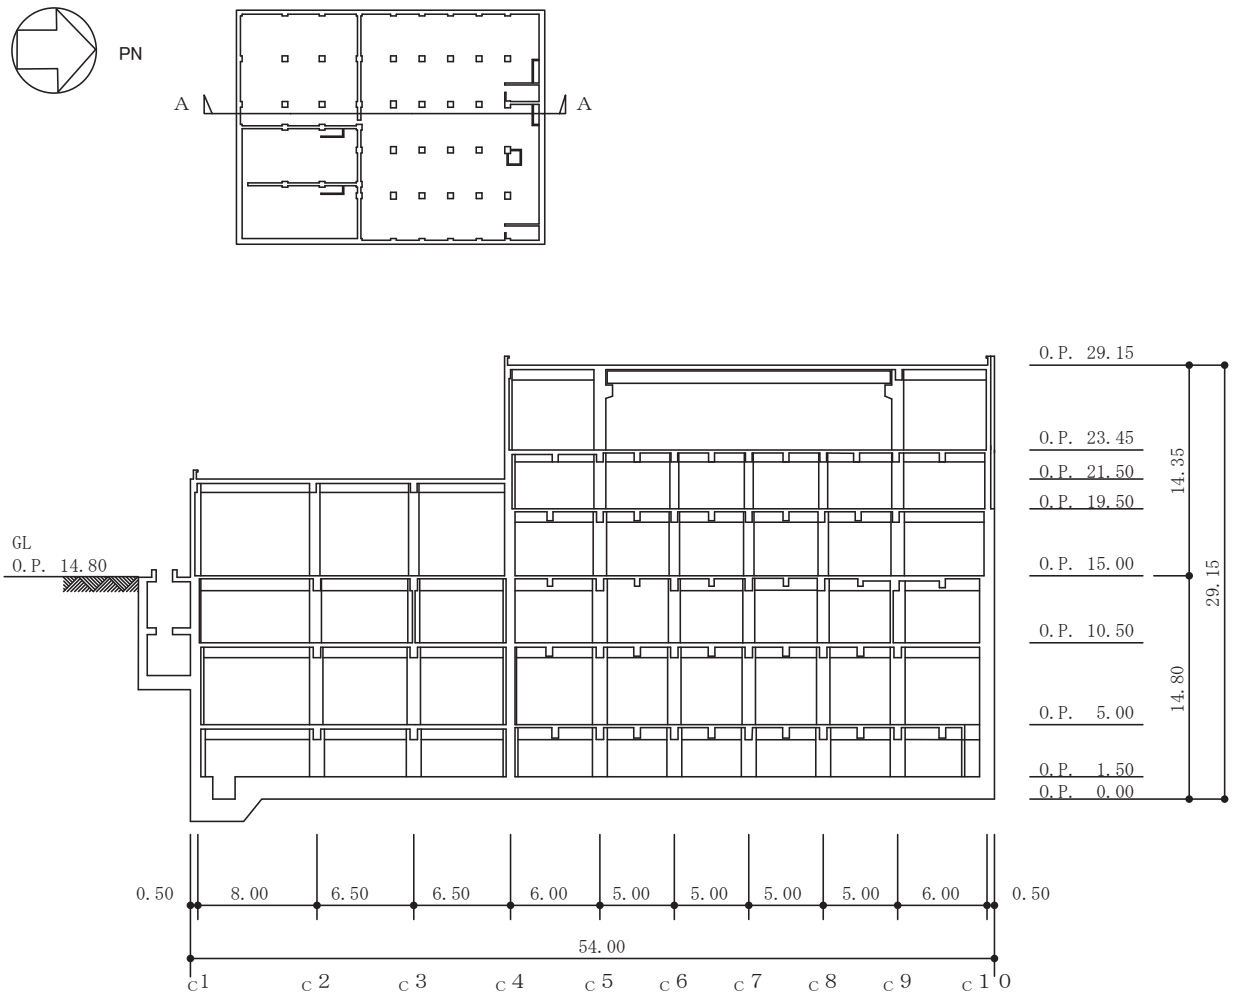 PN
A A
O.P. 29.15
O.P. 23.45
O.P. 21.50
O.P. 19.50
GL
O.P. 14.80
O.P. 15.00
O.P. 10.50
O.P. 5.00
O.P. 1.50
O.P. 0.00
14.35
14.80
29.15
0.50 8.00 6.50 6.50 6.00 5.00 5.00 5.00 5.00 6.00 0.50
54.00
C1 C2 C3 C4 C5 C6 C7 C8 C9 C10